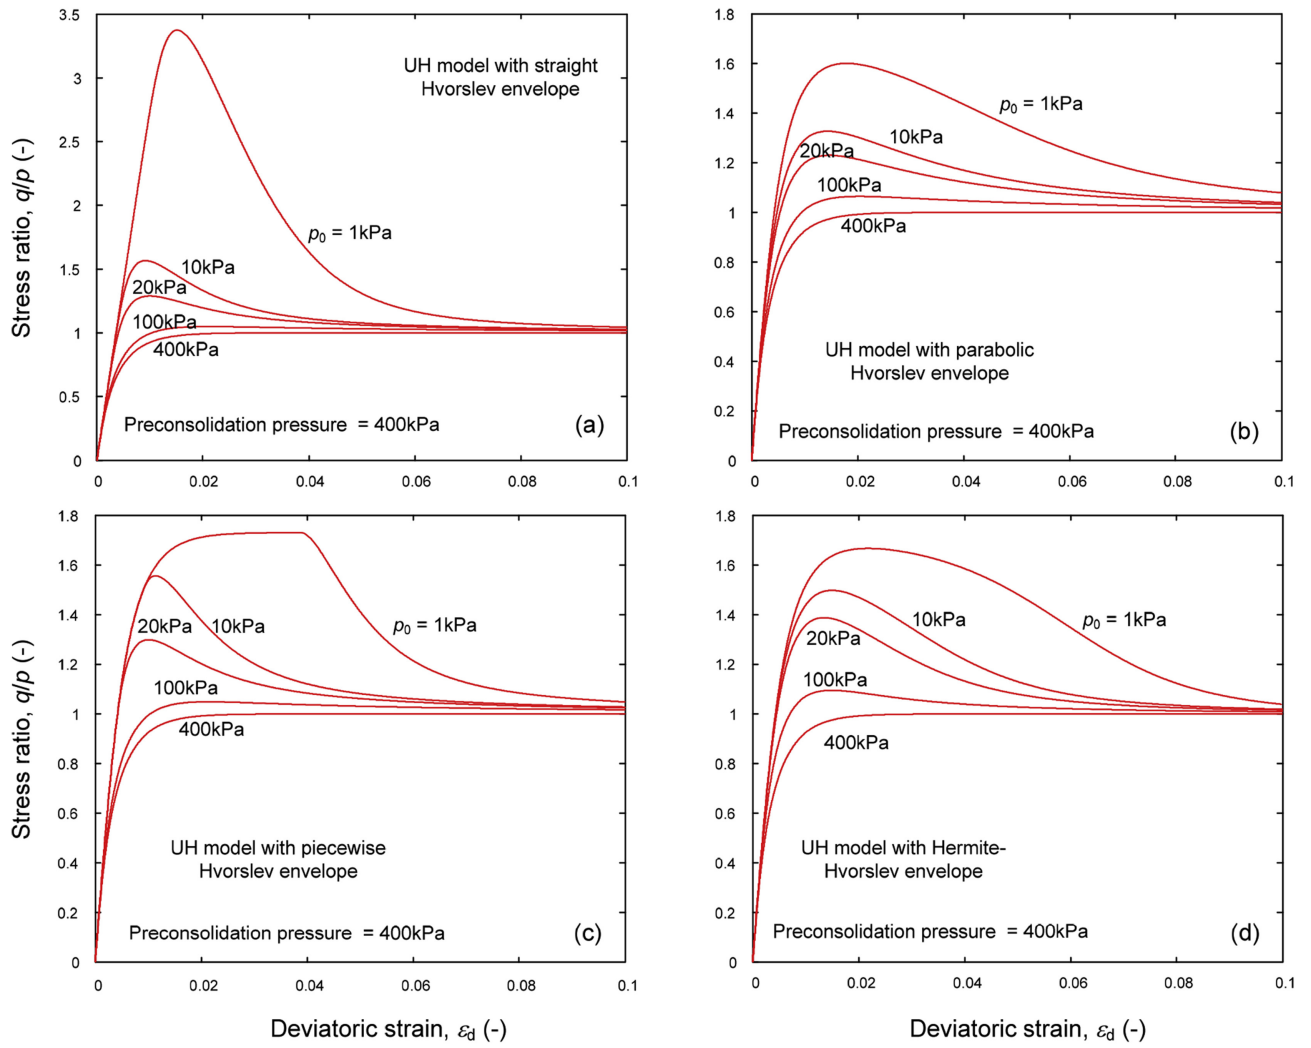 3.5
3
2.5
2
1.5
1
0.5
0
0
0.02
0.04
0.06
0.08
0.1
Stress ratio, q/p (-)
UH model with straight
Hvorslev envelope
p0 = 1kPa
10kPa
20kPa
100kPa
400kPa
Preconsolidation pressure = 400kPa
(a)
1.8
1.6
1.4
1.2
1
0.8
0.6
0.4
0.2
0
0
0.02
0.04
0.06
0.08
0.1
p0 = 1kPa
10kPa
20kPa
100kPa
400kPa
UH model with parabolic
Hvorslev envelope
Preconsolidation pressure = 400kPa
(b)
1.8
1.6
1.4
1.2
1
0.8
0.6
0.4
0.2
0
0
0.02
0.04
0.06
0.08
0.1
Stress ratio, q/p (-)
20kPa
10kPa
p0 = 1kPa
100kPa
400kPa
UH model with piecewise
Hvorslev envelope
Preconsolidation pressure = 400kPa
(c)
Deviatoric strain, εd (-)
1.8
1.6
1.4
1.2
1
0.8
0.6
0.4
0.2
0
0
0.02
0.04
0.06
0.08
0.1
p0 = 1kPa
10kPa
20kPa
100kPa
400kPa
UH model with Hermite-
Hvorslev envelope
Preconsolidation pressure = 400kPa
(d)
Deviatoric strain, εd (-)